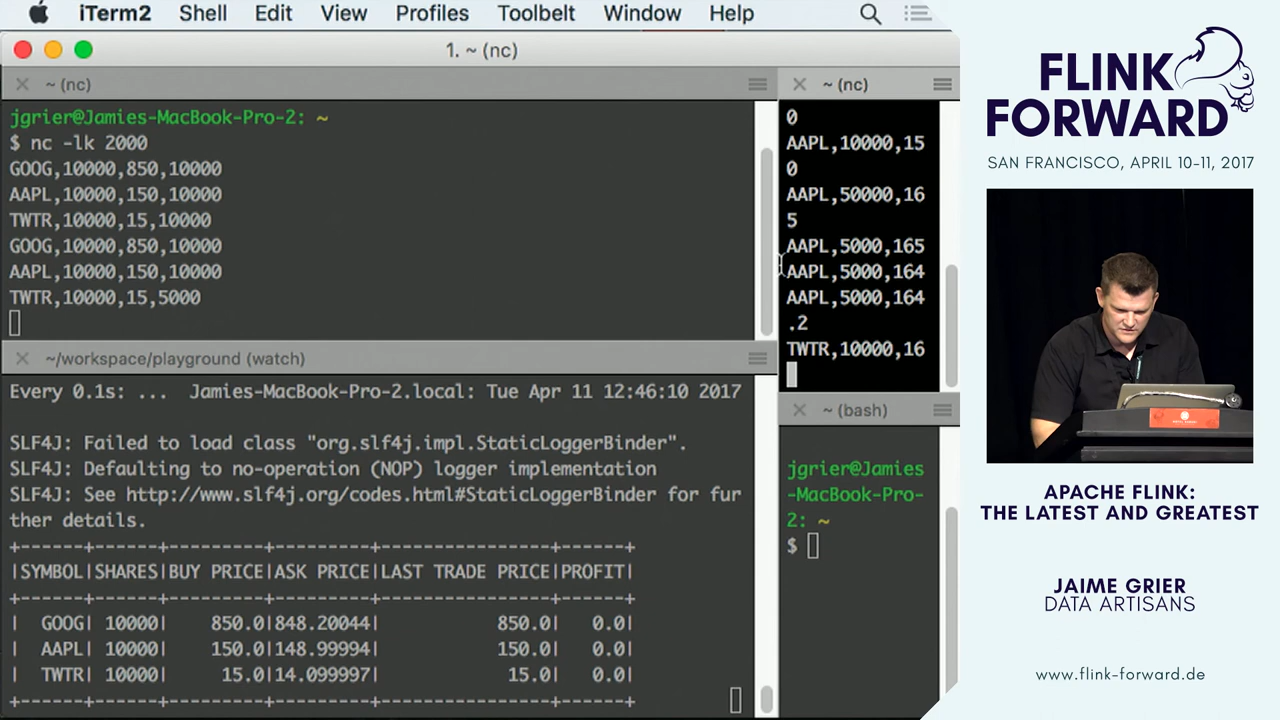 iTerm2 Shell Edit View Profiles Toolbelt Window Help
1. ~ (nc)
~ (nc)
jgrier@Jamies-MacBook-Pro-2: ~
$ nc -lk 2000
GOOG,10000,850,10000
AAPL,10000,150,10000
TWTR,10000,15,10000
GOOG,10000,850,10000
AAPL,10000,150,10000
TWTR,10000,15,5000
~/workspace/playground (watch)
Every 0.1s: ... Jamies-MacBook-Pro-2.local: Tue Apr 11 12:46:10 2017
SLF4J: Failed to load class "org.slf4j.impl.StaticLoggerBinder".
SLF4J: Defaulting to no-operation (NOP) logger implementation
SLF4J: See http://www.slf4j.org/codes.html#StaticLoggerBinder for fur
ther details.
+------+------+---------+---------+----------------+------+
|SYMBOL|SHARES|BUY PRICE|ASK PRICE|LAST TRADE PRICE|PROFIT|
+------+------+---------+---------+----------------+------+
|  GOOG| 10000|    850.0|848.20044|           850.0|   0.0|
|  AAPL| 10000|    150.0|148.99994|           150.0|   0.0|
|  TWTR| 10000|     15.0|14.099997|            15.0|   0.0|
+------+------+---------+---------+----------------+------+
~ (nc)
0
AAPL,10000,15
0
AAPL,50000,16
5
AAPL,5000,165
AAPL,5000,164
AAPL,5000,164
.2
TWTR,10000,16
~ (bash)
jgrier@Jamies
-MacBook-Pro-
2: ~
$
FLINK
FORWARD
SAN FRANCISCO, APRIL 10-11, 2017
APACHE FLINK:
THE LATEST AND GREATEST
JAIME GRIER
DATA ARTISANS
www.flink-forward.de